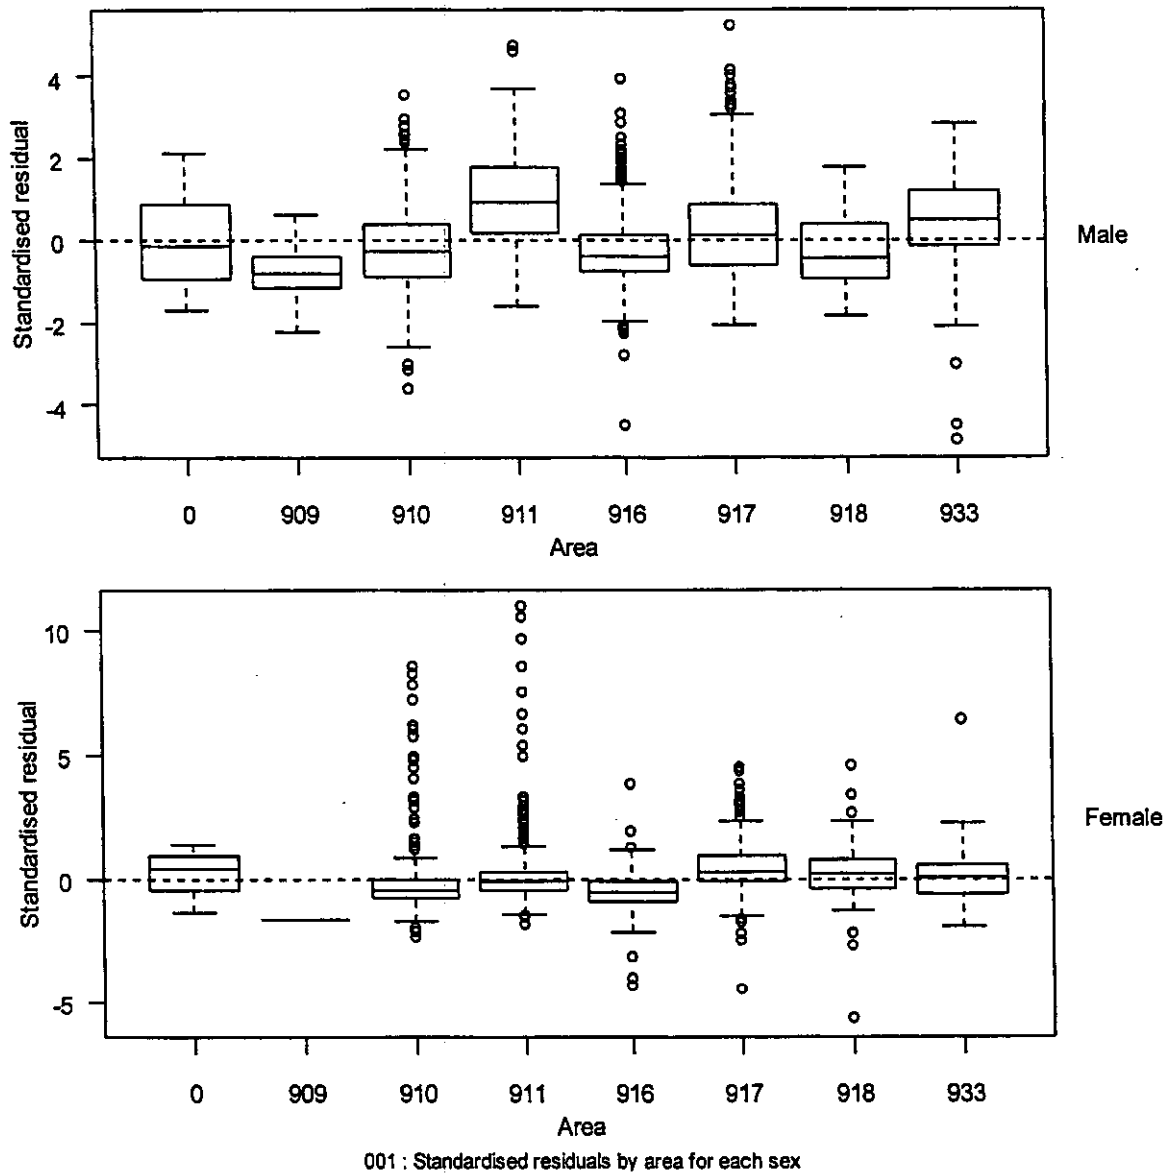 4
2
0
-2
-4
Standardised residual
Male
0 909 910 911 916 917 918 933
Area
10
5
0
-5
Standardised residual
Female
0 909 910 911 916 917 918 933
Area
001 : Standardised residuals by area for each sex